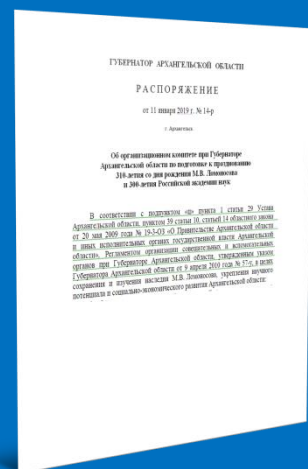 ГУБЕРНАТОР АРХАНГЕЛЬСКОЙ ОБЛАСТИ
РАСПОРЯЖЕНИЕ
от 11 января 2019 г. № 14-р
г. Архангельск
Об организационном комитете при Губернаторе
Архангельской области по подготовке к празднованию
310-летия со дня рождения М.В. Ломоносова
и 300-летия Российской академии наук
В соответствии с подпунктом «ц» пункта 1 статьи 29 Устава
Архангельской области, пунктом 39 статьи 10, статьей 14 областного закона
от 20 мая 2009 года № 19-3-ОЗ «О Правительстве Архангельской области
и иных исполнительных органах государственной власти Архангельской
области», Регламентом организации совещательных и вспомогательных
органов при Губернаторе Архангельской области, утвержденным указом
Губернатора Архангельской области от 9 апреля 2010 года № 57-у, в целях
сохранения и изучения наследия М.В. Ломоносова, укрепления научного
потенциала и социально-экономического развития Архангельской области: